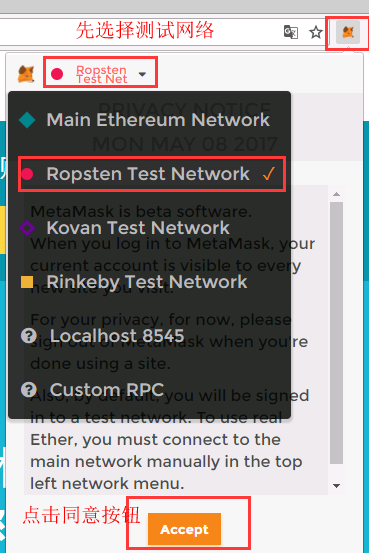 先选择测试网络
Ropsten
Test Net
PRIVACY NOTICE
Main Ethereum Network
MON MAY 08 2017
Ropsten Test Network ✓
MetaMask is beta software.
Kovan Test Network
When you log in to MetaMask, your
current account is visible to every
new site you visit.
Rinkeby Test Network
For your privacy, for now, please
Localhost 8545
sign out of MetaMask when you're
done using a site.
Custom RPC
Also, by default, you will be signed
in to a test network. To use real
Ether, you must connect to the
main network manually in the top
left network menu.
点击同意按钮
Accept